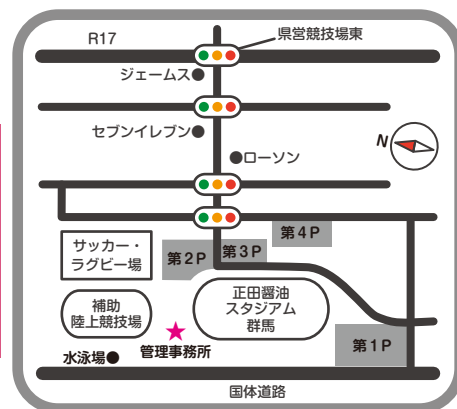 県営競技場東
R17
ジェームス
セブンイレブン
ローソン
N
第4P
サッカー・
ラグビー場
第2P
第3P
補助
陸上競技場
正田醤油
スタジアム
群馬
管理事務所
水泳場
第1P
国体道路